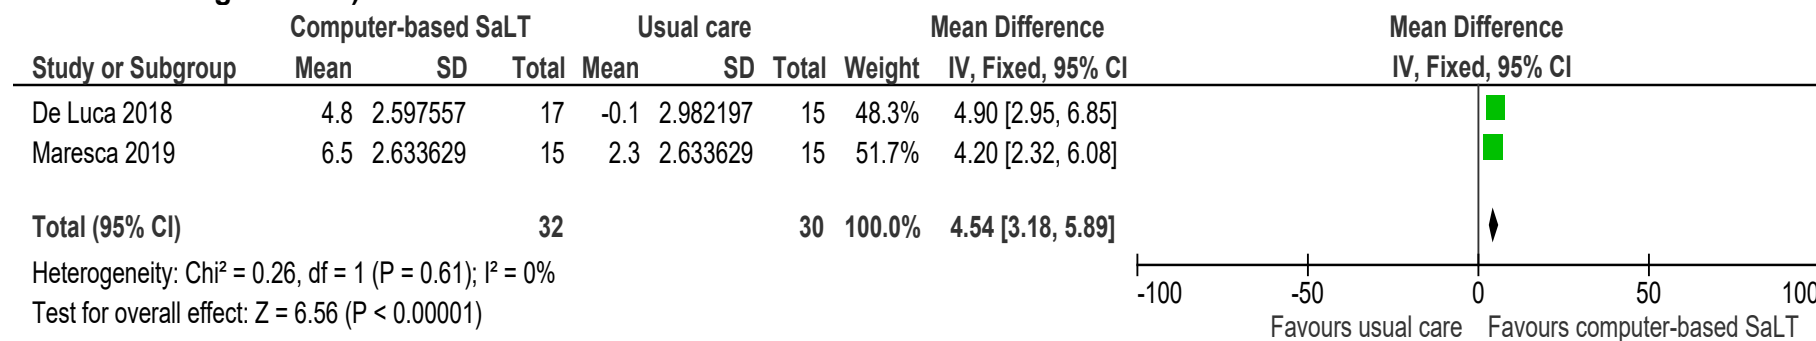 Computer-based SaLT Usual care Mean Difference Mean Difference
Study or Subgroup Mean SD Total Mean SD Total Weight IV, Fixed, 95% CI IV, Fixed, 95% CI
De Luca 2018 4.8 2.597557 17 -0.1 2.982197 15 48.3% 4.90 [2.95, 6.85]
Maresca 2019 6.5 2.633629 15 2.3 2.633629 15 51.7% 4.20 [2.32, 6.08]
Total (95% CI) 32 30 100.0% 4.54 [3.18, 5.89]
Heterogeneity: Chi² = 0.26, df = 1 (P = 0.61); I² = 0%
Test for overall effect: Z = 6.56 (P < 0.00001)
-100 -50 0 50 100
Favours usual care Favours computer-based SaLT